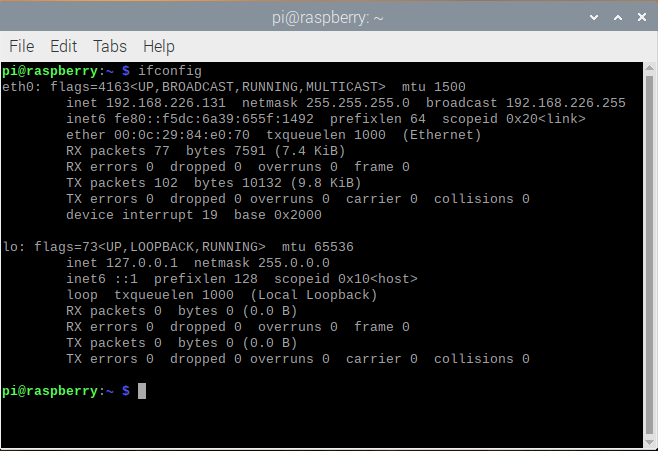 pi@raspberry: ~
File Edit Tabs Help
pi@raspberry:~ $ ifconfig
eth0: flags=4163<UP,BROADCAST,RUNNING,MULTICAST>  mtu 1500
        inet 192.168.226.131  netmask 255.255.255.0  broadcast 192.168.226.255
        inet6 fe80::f5dc:6a39:655f:1492  prefixlen 64  scopeid 0x20<link>
        ether 00:0c:29:84:e0:70  txqueuelen 1000  (Ethernet)
        RX packets 77  bytes 7591 (7.4 KiB)
        RX errors 0  dropped 0  overruns 0  frame 0
        TX packets 102  bytes 10132 (9.8 KiB)
        TX errors 0  dropped 0 overruns 0  carrier 0  collisions 0
        device interrupt 19  base 0x2000
lo: flags=73<UP,LOOPBACK,RUNNING>  mtu 65536
        inet 127.0.0.1  netmask 255.0.0.0
        inet6 ::1  prefixlen 128  scopeid 0x10<host>
        loop  txqueuelen 1000  (Local Loopback)
        RX packets 0  bytes 0 (0.0 B)
        RX errors 0  dropped 0  overruns 0  frame 0
        TX packets 0  bytes 0 (0.0 B)
        TX errors 0  dropped 0 overruns 0  carrier 0  collisions 0
pi@raspberry:~ $